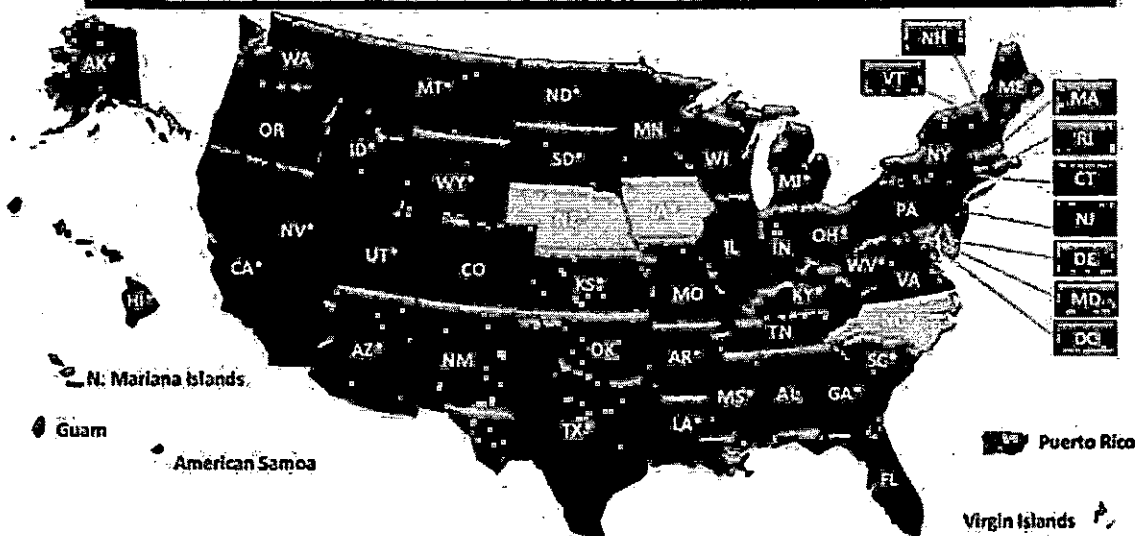 NH
VT
AK*
WA
MT*
ND*
ME
MA
OR
ID*
MN
WI
NY
RI
SD*
WY*
MI*
CT
PA
NJ
NV*
UT*
CO
IL
IN
OH*
WV*
VA
DE
CA*
KS*
MO
KY*
MD
HI*
TN
DC
AZ*
NM
OK
AR*
SC*
N. Mariana Islands
MS*
AL
GA*
Guam
TX*
LA*
Puerto Rico
American Samoa
FL
Virgin Islands